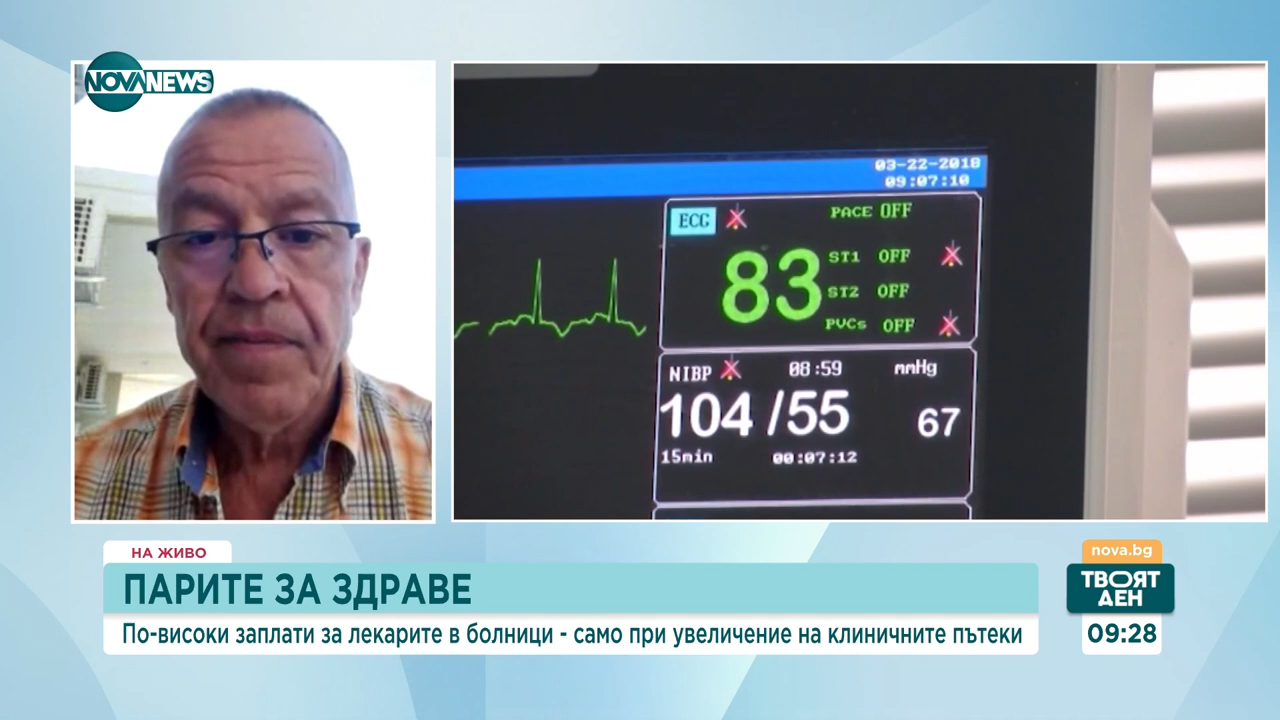 NOVANEWS
03-22-2018
09:07:10
ECG
PACE OFF
83
ST1 OFF
ST2 OFF
PVCs OFF
NIBP 08:59 mmHg
104 /55 67
15min 00:07:12
НА ЖИВО
ПАРИТЕ ЗА ЗДРАВЕ
По-високи заплати за лекарите в болници - само при увеличение на клиничните пътеки
nova.bg
ТВОЯТ
ДЕН
09:28